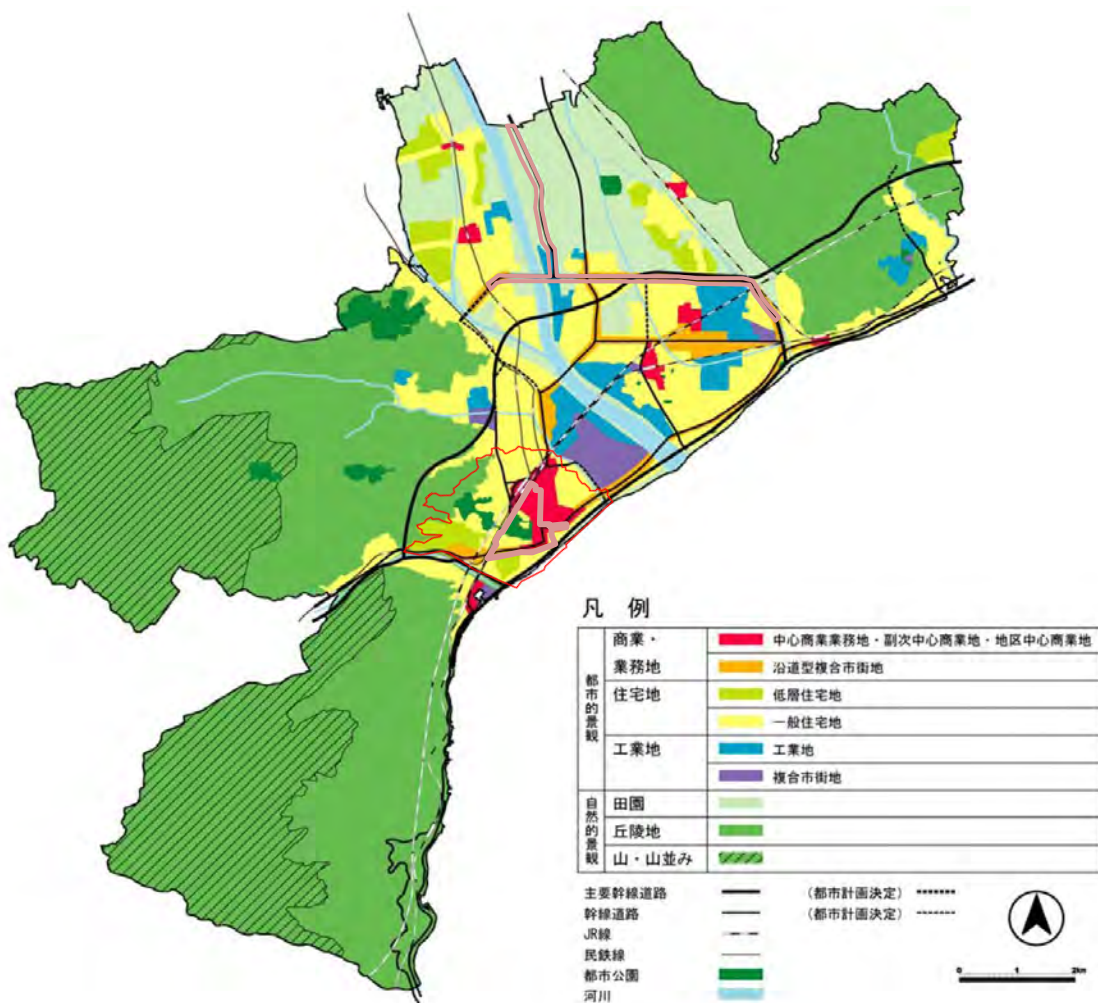 凡 例
都市的景観
商業・
業務地
中心商業業務地・副次中心商業地・地区中心商業地
沿道型複合市街地
住宅地
低層住宅地
一般住宅地
工業地
工業地
複合市街地
自然的景観
田園
丘陵地
山・山並み
主要幹線道路
(都市計画決定)
幹線道路
(都市計画決定)
JR線
民鉄線
都市公園
河川
0 1 2km